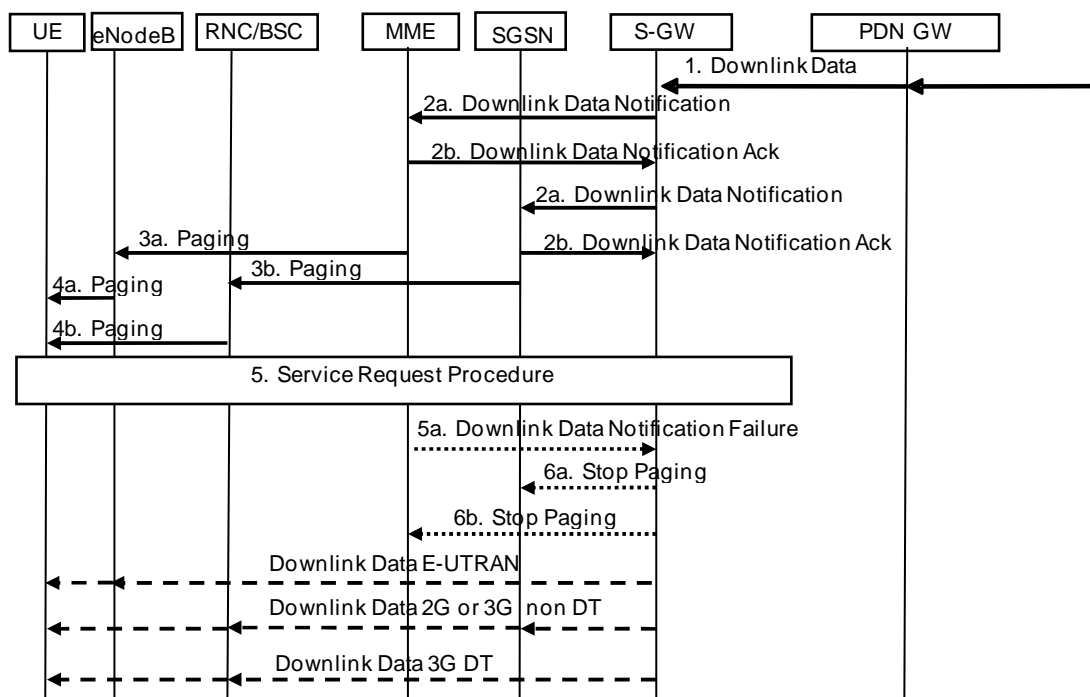 UE
eNodeB
RNC/BSC
MME
SGSN
S-GW
PDN GW
1. Downlink Data
2a. Downlink Data Notification
2b. Downlink Data Notification Ack
2a. Downlink Data Notification
3a. Paging
2b. Downlink Data Notification Ack
3b. Paging
4a. Paging
4b. Paging
5. Service Request Procedure
5a. Downlink Data Notification Failure
6a. Stop Paging
6b. Stop Paging
Downlink Data E-UTRAN
Downlink Data 2G or 3G non DT
Downlink Data 3G DT